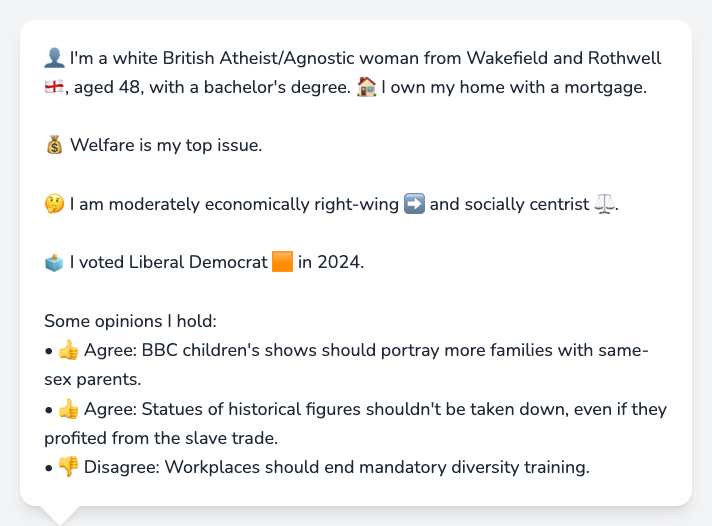 👤 I'm a white British Atheist/Agnostic woman from Wakefield and Rothwell
🏴󠁧󠁢󠁥󠁮󠁧󠁿, aged 48, with a bachelor's degree. 🏠 I own my home with a mortgage.
💰 Welfare is my top issue.
🤔 I am moderately economically right-wing ➡️ and socially centrist ⚖️.
🗳️ I voted Liberal Democrat 🟧 in 2024.
Some opinions I hold:
• 👍 Agree: BBC children's shows should portray more families with same-
sex parents.
• 👍 Agree: Statues of historical figures shouldn't be taken down, even if they
profited from the slave trade.
• 👎 Disagree: Workplaces should end mandatory diversity training.